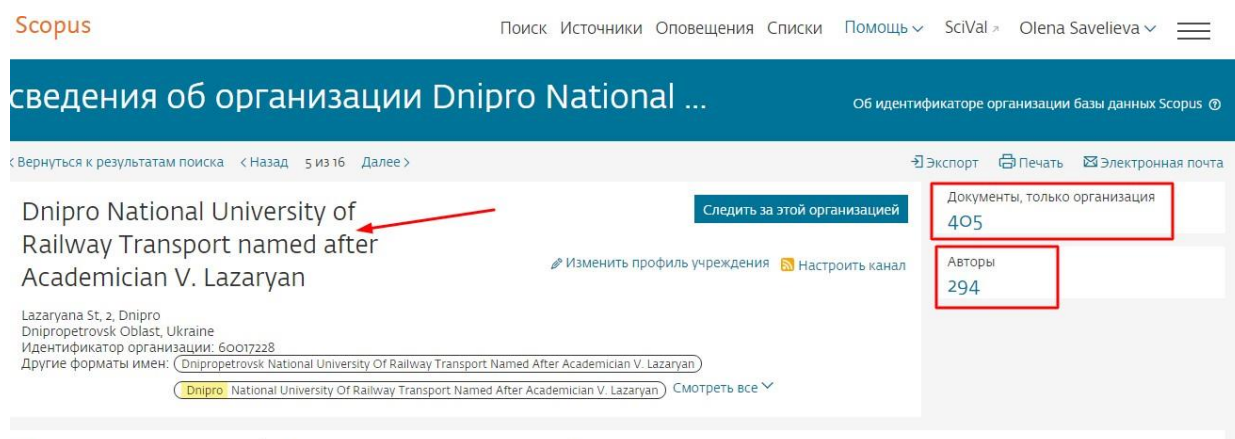 Scopus
Поиск Источники Оповещения Списки Помощь SciVal Olena Savelieva
сведения об организации Dnipro National ...
Об идентификаторе организации базы данных Scopus
Вернуться к результатам поиска <Назад 5 из 16 Далее>
Экспорт Печать Электронная почта
Dnipro National University of
Railway Transport named after
Academician V. Lazaryan
Следить за этой организацией
Изменить профиль учреждения Настроить канал
Lazaryana St, 2, Dnipro
Dnipropetrovsk Oblast, Ukraine
Идентификатор организации: 60017228
Другие форматы имен: Dnipropetrovsk National University Of Railway Transport Named After Academician V. Lazaryan
Dnipro National University Of Railway Transport Named After Academician V. Lazaryan Смотреть все
Документы, только организация
405
Авторы
294